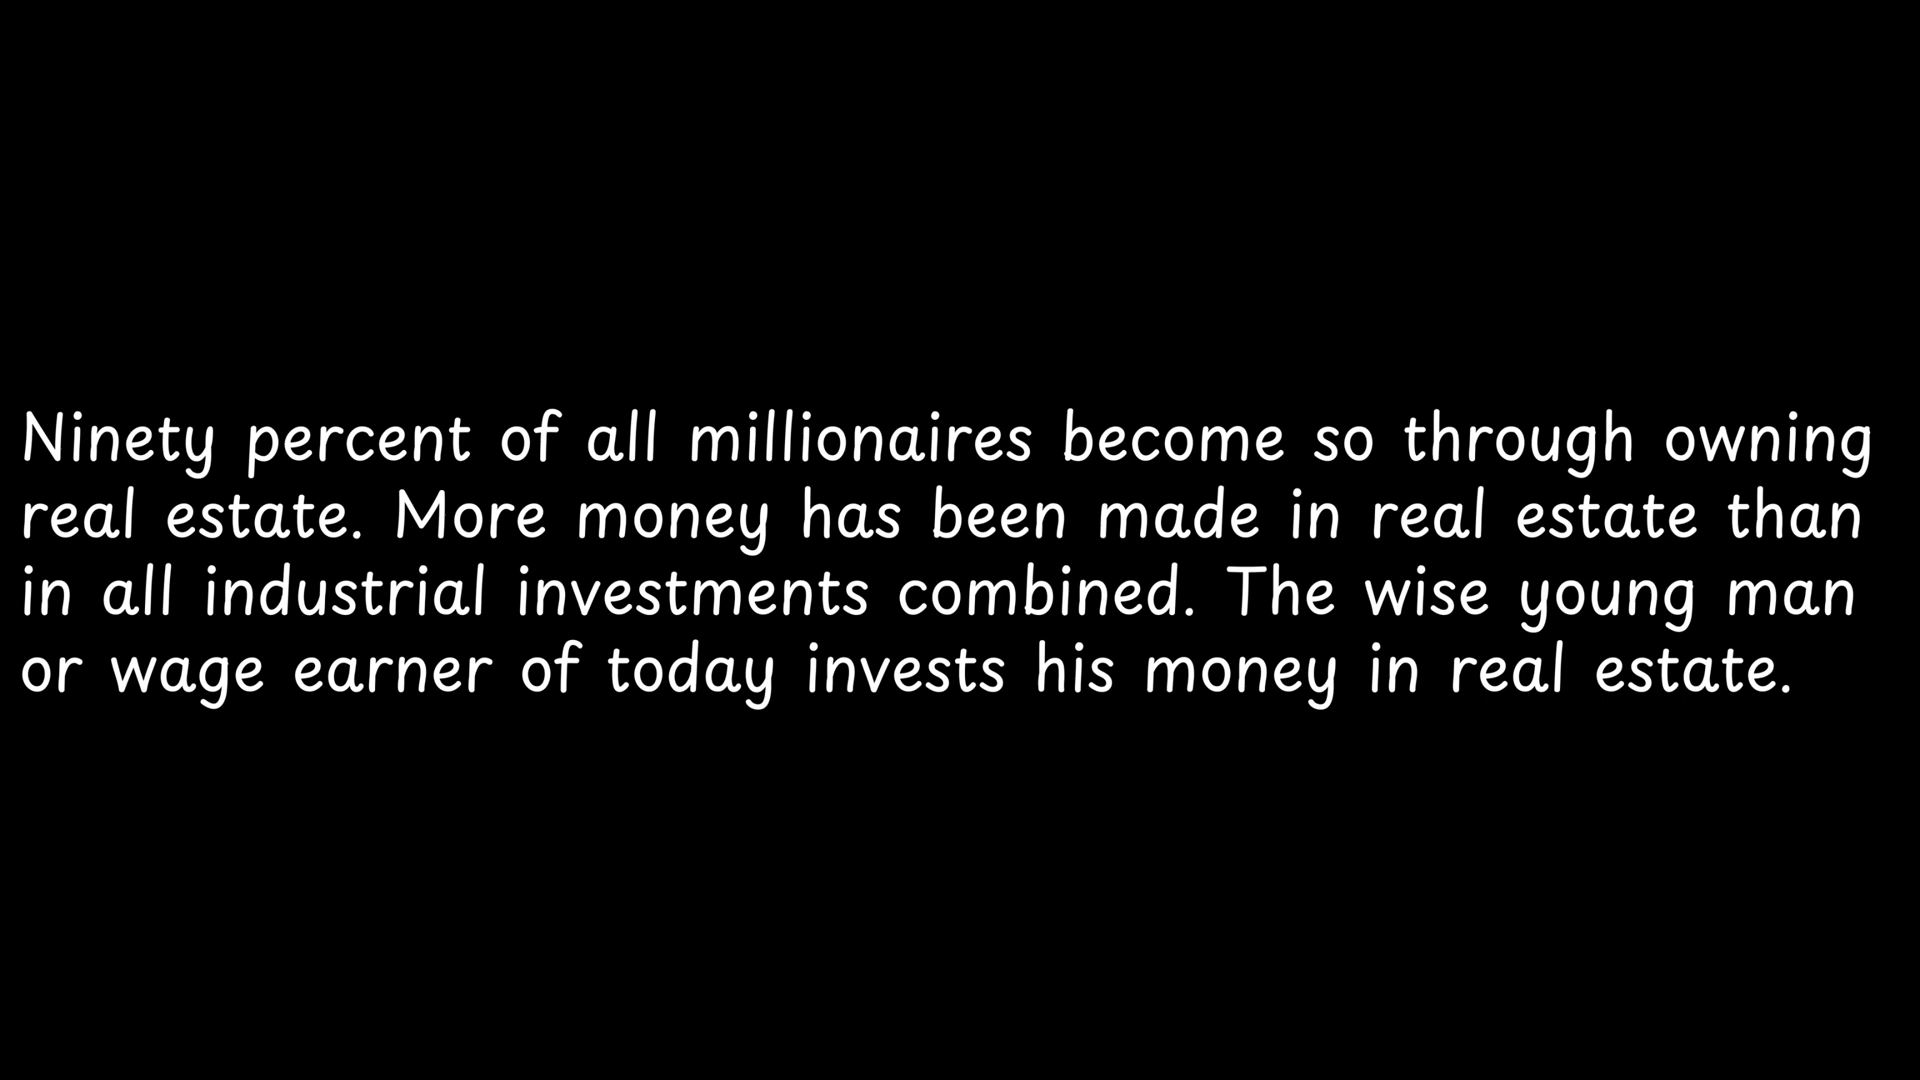 Ninety percent of all millionaires become so through owning
real estate. More money has been made in real estate than
in all industrial investments combined. The wise young man
or wage earner of today invests his money in real estate.